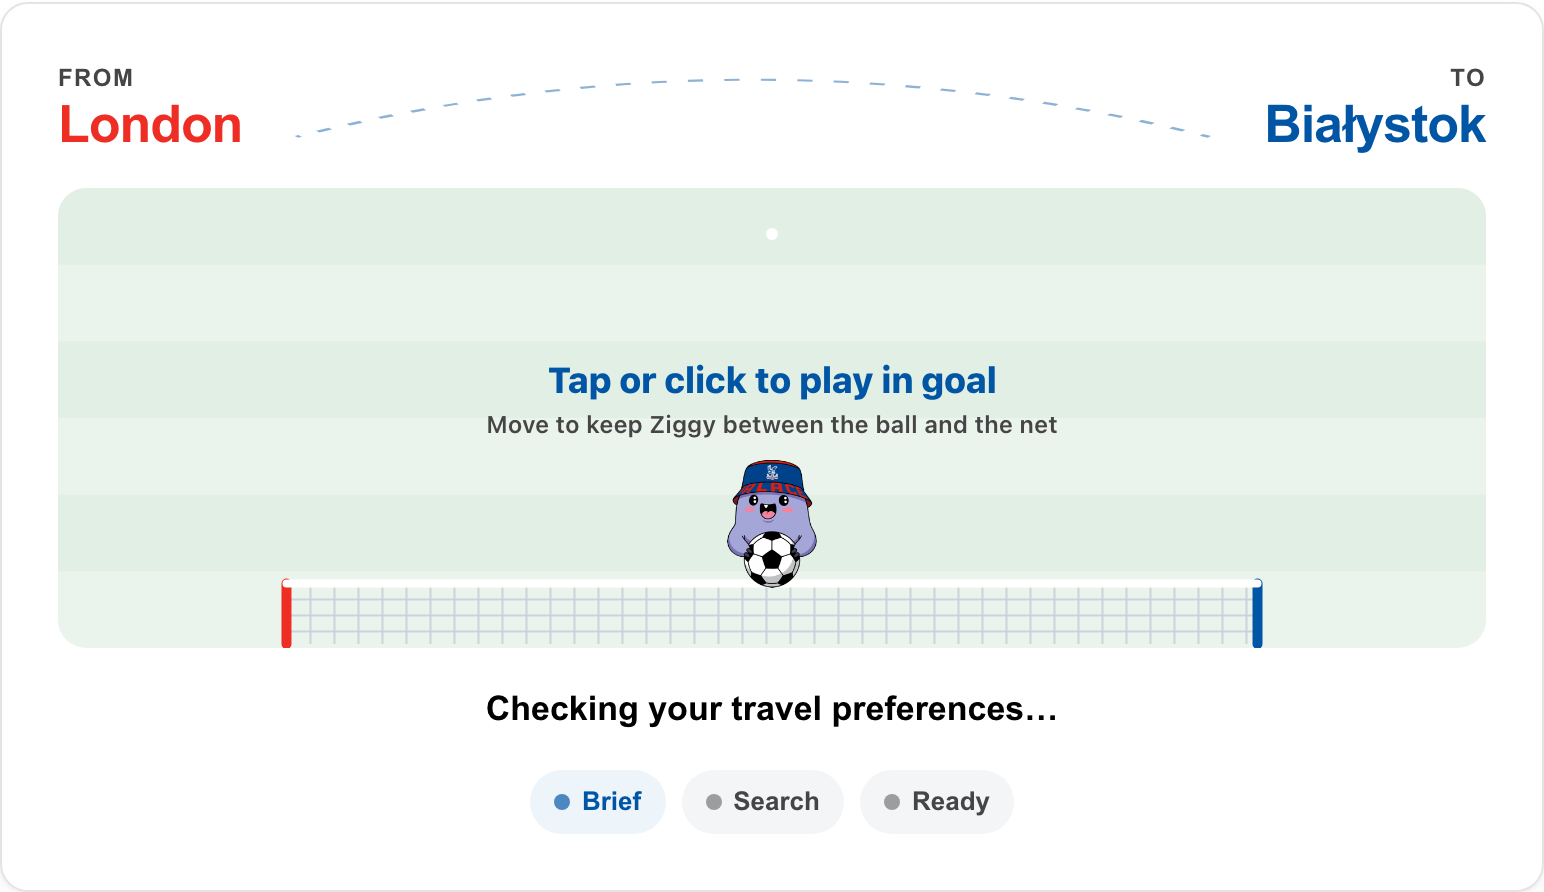 FROM
London
TO
Białystok
Tap or click to play in goal
Move to keep Ziggy between the ball and the net
PALACE
Checking your travel preferences…
Brief
Search
Ready